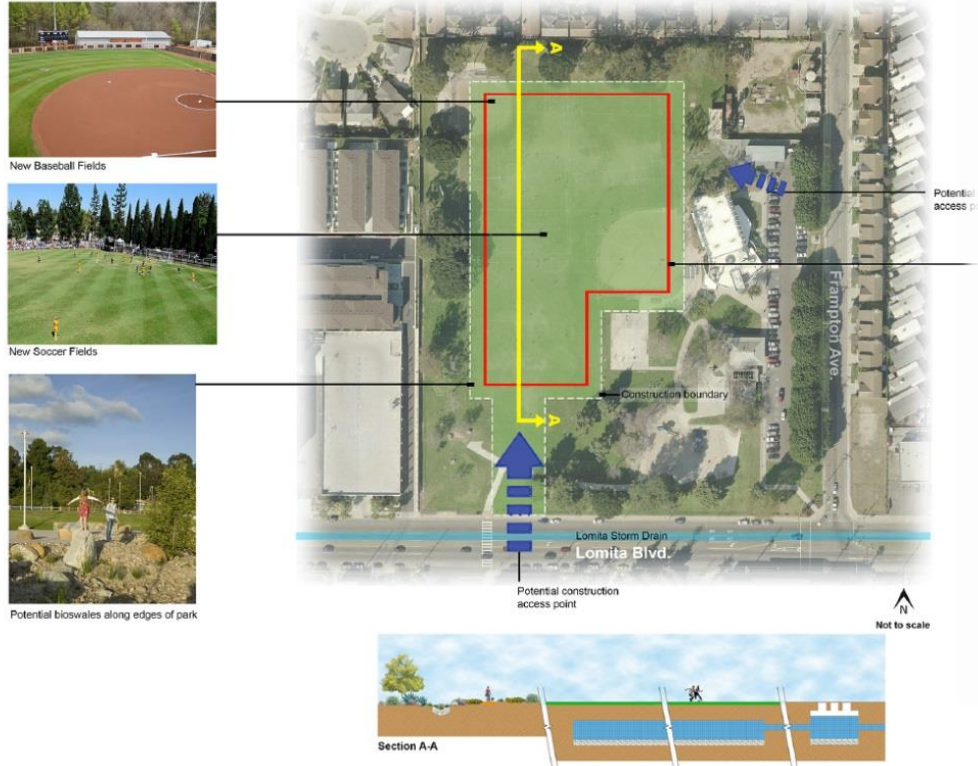 New Baseball Fields
New Soccer Fields
Potential bioswales along edges of park
A
A
Potential
access
Frampton Ave.
Construction boundary
Lomita Storm Drain
Lomita Blvd.
Potential construction
access point
N
Not to scale
Section A-A